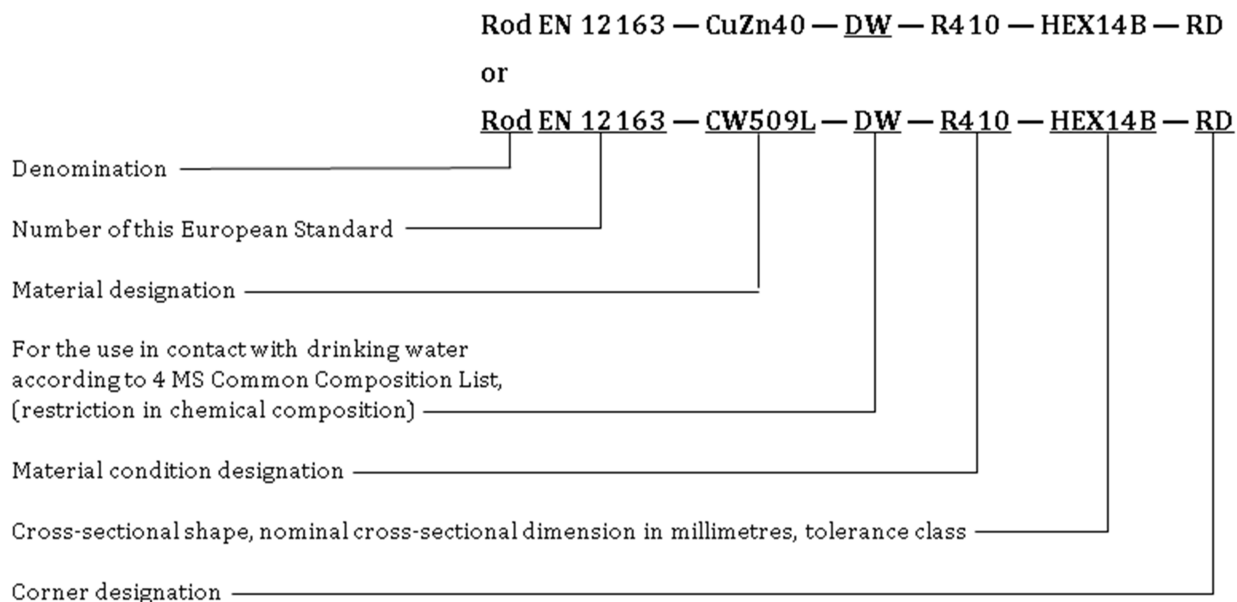 Rod EN 12163 — CuZn40 — DW — R410 — HEX14B — RD
or
Rod EN 12163 — CW509L — DW — R410 — HEX14B — RD
Denomination
Number of this European Standard
Material designation
For the use in contact with drinking water
according to 4 MS Common Composition List,
(restriction in chemical composition)
Material condition designation
Cross-sectional shape, nominal cross-sectional dimension in millimetres, tolerance class
Corner designation